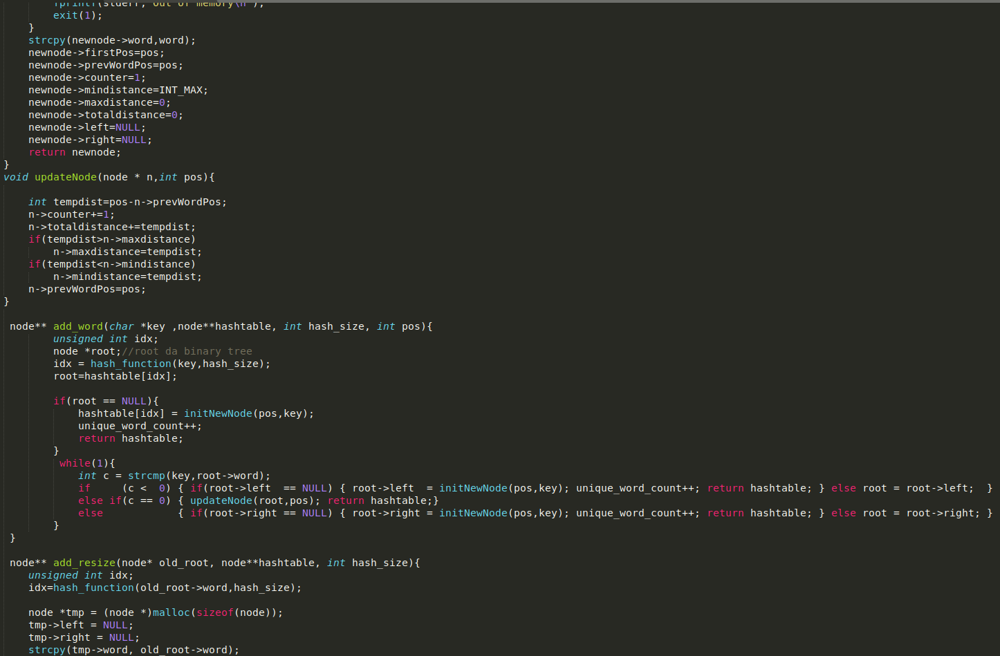 fprintf(stderr,"Out of memory\n");
exit(1);
}
strcpy(newnode->word,word);
newnode->firstPos=pos;
newnode->prevWordPos=pos;
newnode->counter=1;
newnode->mindistance=INT_MAX;
newnode->maxdistance=0;
newnode->totaldistance=0;
newnode->left=NULL;
newnode->right=NULL;
return newnode;
}
void updateNode(node * n,int pos){
int tempdist=pos-n->prevWordPos;
n->counter+=1;
n->totaldistance+=tempdist;
if(tempdist>n->maxdistance)
n->maxdistance=tempdist;
if(tempdist<n->mindistance)
n->mindistance=tempdist;
n->prevWordPos=pos;
}
node** add_word(char *key ,node**hashtable, int hash_size, int pos){
unsigned int idx;
node *root;//root da binary tree
idx = hash_function(key,hash_size);
root=hashtable[idx];
if(root == NULL){
hashtable[idx] = initNewNode(pos,key);
unique_word_count++;
return hashtable;
}
while(1){
int c = strcmp(key,root->word);
if     (c <  0) { if(root->left  == NULL) { root->left  = initNewNode(pos,key); unique_word_count++; return hashtable; } else root = root->left;  }
else if(c == 0) { updateNode(root,pos); return hashtable;}
else            { if(root->right == NULL) { root->right = initNewNode(pos,key); unique_word_count++; return hashtable; } else root = root->right; }
}
}
node** add_resize(node* old_root, node**hashtable, int hash_size){
unsigned int idx;
idx=hash_function(old_root->word,hash_size);
node *tmp = (node *)malloc(sizeof(node));
tmp->left = NULL;
tmp->right = NULL;
strcpy(tmp->word, old_root->word);